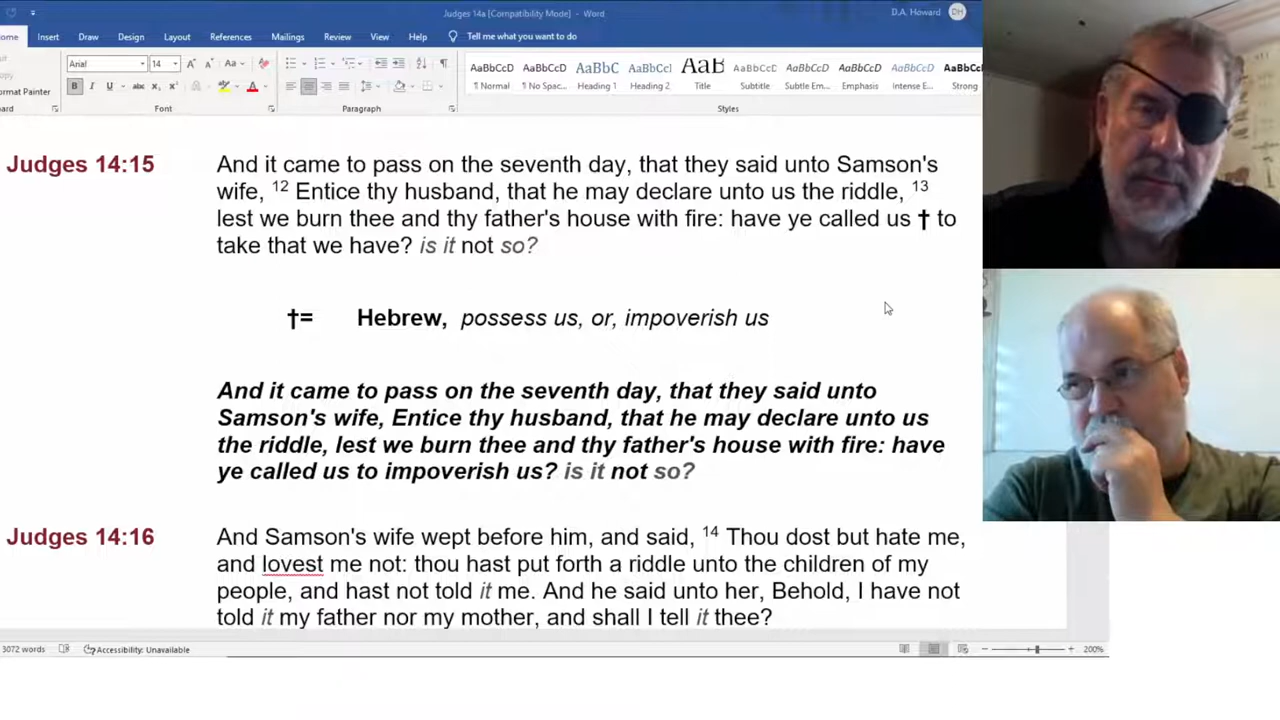 Judges 14a [Compatibility Mode] - Word
D.A. Howard DH
ome Insert Draw Design Layout References Mailings Review View Help Tell me what you want to do
Arial 14
AaBbCcD AaBbCcD AaBbC AaBbCcI AaB AaBbCcD AaBbCcD AaBbCcD AaBbCcD AaBbCc
ormat Painter
¶ Normal ¶ No Spac... Heading 1 Heading 2 Title Subtitle Subtle Em... Emphasis Intense E... Strong
ard Font Paragraph Styles
Judges 14:15 And it came to pass on the seventh day, that they said unto Samson's
wife, 12 Entice thy husband, that he may declare unto us the riddle, 13
lest we burn thee and thy father's house with fire: have ye called us † to
take that we have? is it not so?
†= Hebrew, possess us, or, impoverish us
And it came to pass on the seventh day, that they said unto
Samson's wife, Entice thy husband, that he may declare unto us
the riddle, lest we burn thee and thy father's house with fire: have
ye called us to impoverish us? is it not so?
Judges 14:16 And Samson's wife wept before him, and said, 14 Thou dost but hate me,
and lovest me not: thou hast put forth a riddle unto the children of my
people, and hast not told it me. And he said unto her, Behold, I have not
told it my father nor my mother, and shall I tell it thee?
3072 words Accessibility: Unavailable 200%